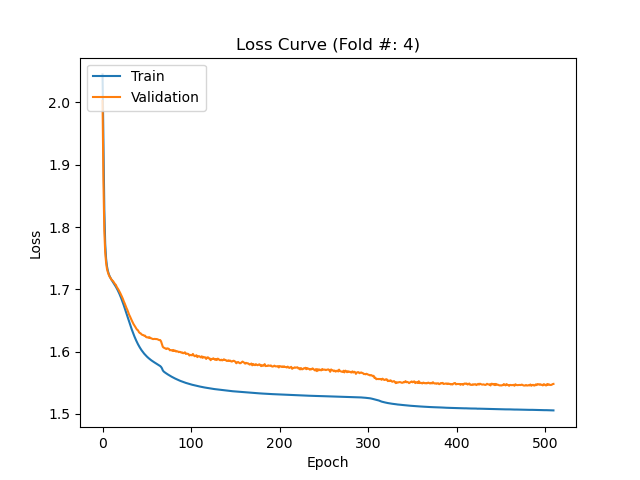 Loss Curve (Fold #: 4)
Train
Validation
Loss
2.0
1.9
1.8
1.7
1.6
1.5
0 100 200 300 400 500
Epoch